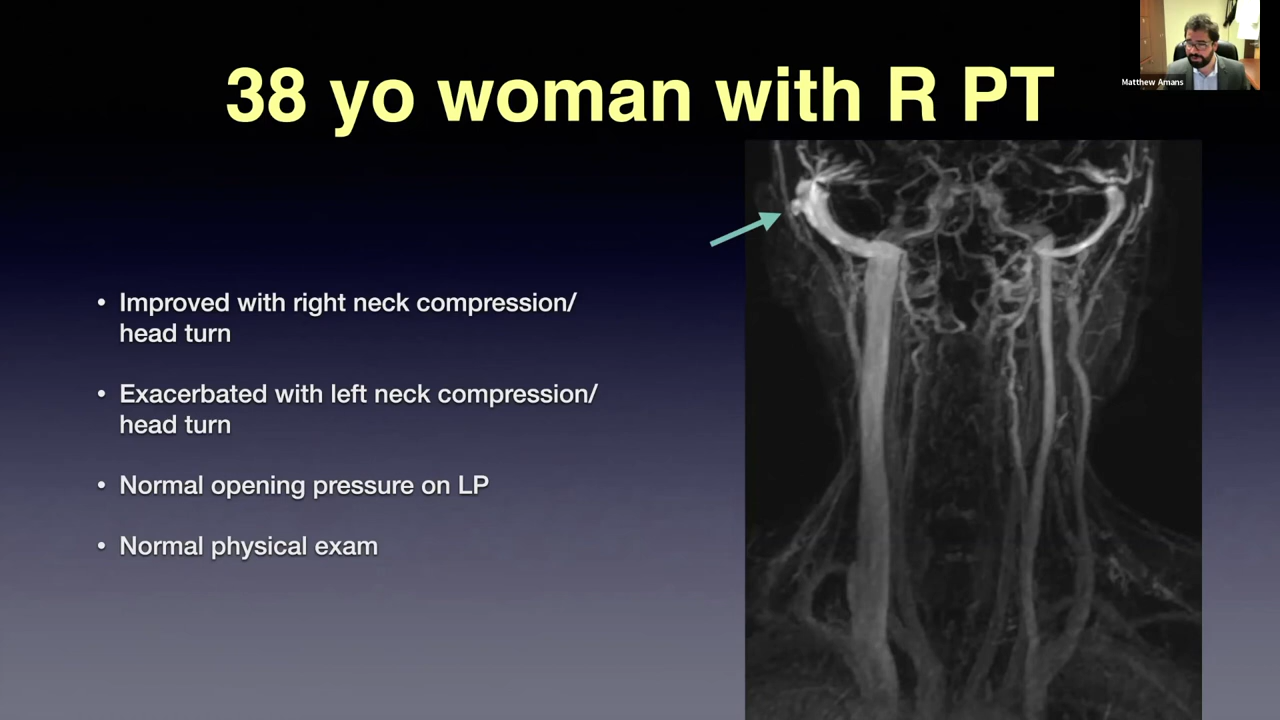 38 yo woman with R PT
Matthew Amans
• Improved with right neck compression/
head turn
• Exacerbated with left neck compression/
head turn
• Normal opening pressure on LP
• Normal physical exam